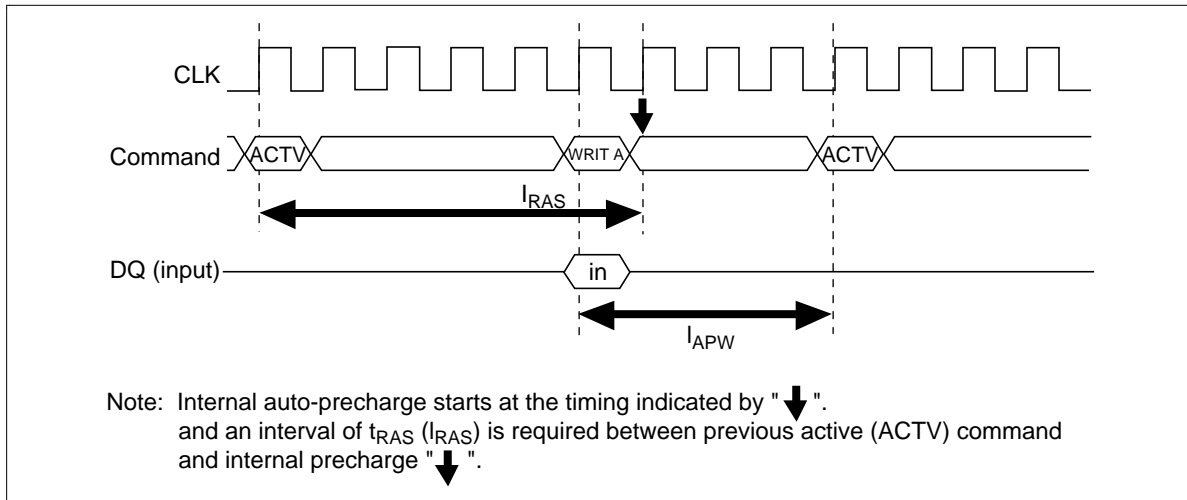 CLK
Command
ACTV
WRIT A
ACTV
lRAS
DQ (input)
in
lAPW
Note: Internal auto-precharge starts at the timing indicated by " ".
and an interval of tRAS (lRAS) is required between previous active (ACTV) command
and internal precharge " ".